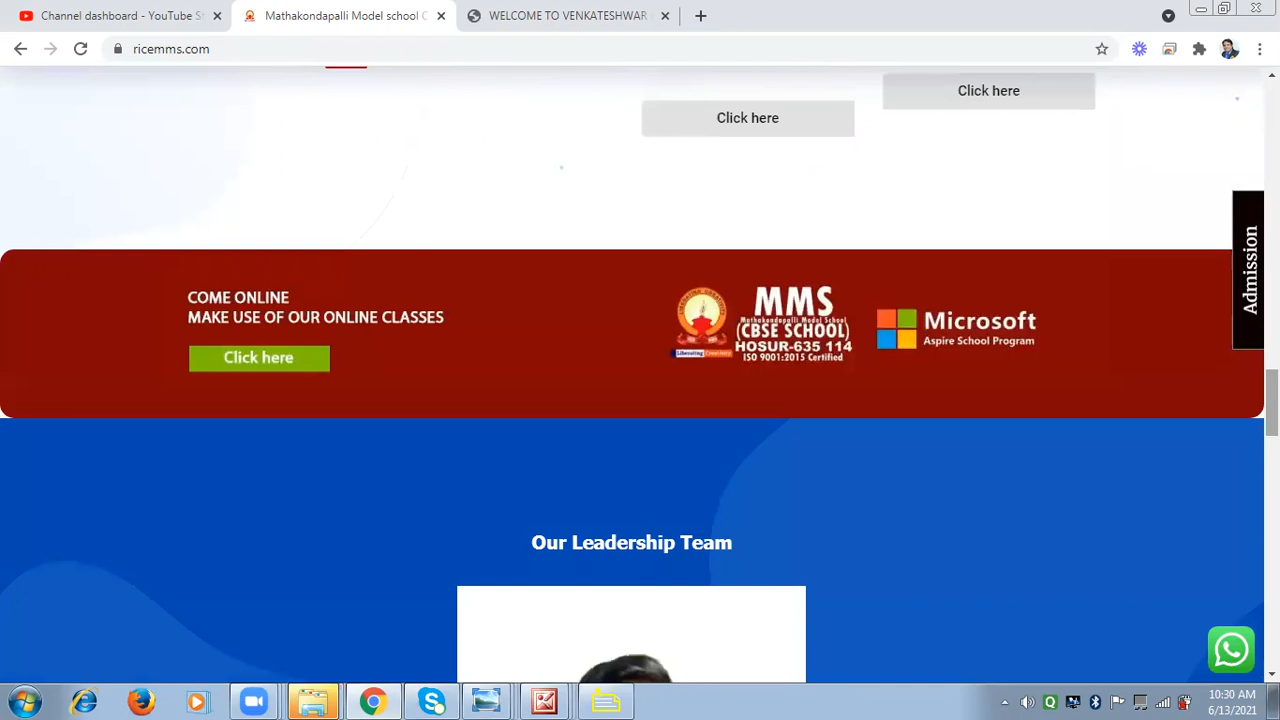 Channel dashboard - YouTube St
Mathakondapalli Model school C
WELCOME TO VENKATESHWAR
ricemms.com
Click here
Click here
Admission
COME ONLINE
MAKE USE OF OUR ONLINE CLASSES
Click here
MMS
Mathakondapalli Model School
(CBSE SCHOOL)
HOSUR-635 114
ISO 9001:2015 Certified
Liberating Creativity
Microsoft
Aspire School Program
Our Leadership Team
10:30 AM
6/13/2021